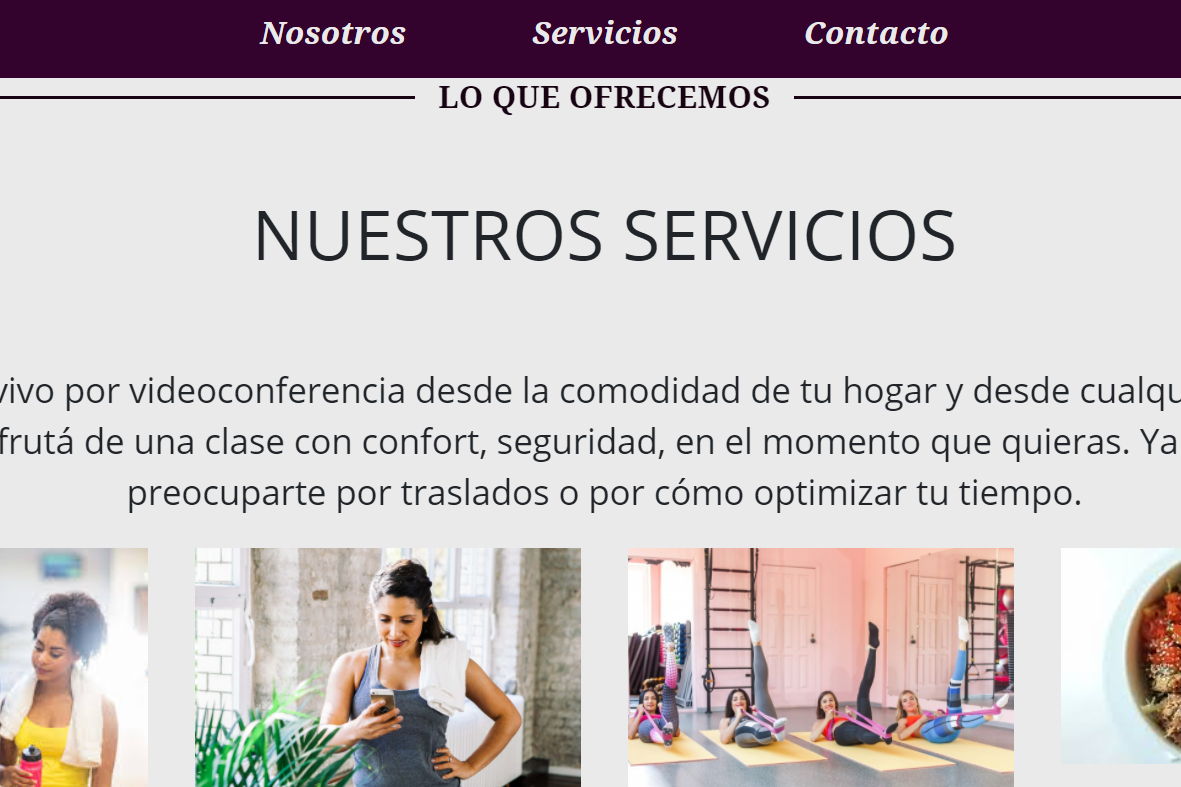 Nosotros Servicios Contacto
LO QUE OFRECEMOS
NUESTROS SERVICIOS
vivo por videoconferencia desde la comodidad de tu hogar y desde cualqu
frutá de una clase con confort, seguridad, en el momento que quieras. Ya
preocuparte por traslados o por cómo optimizar tu tiempo.